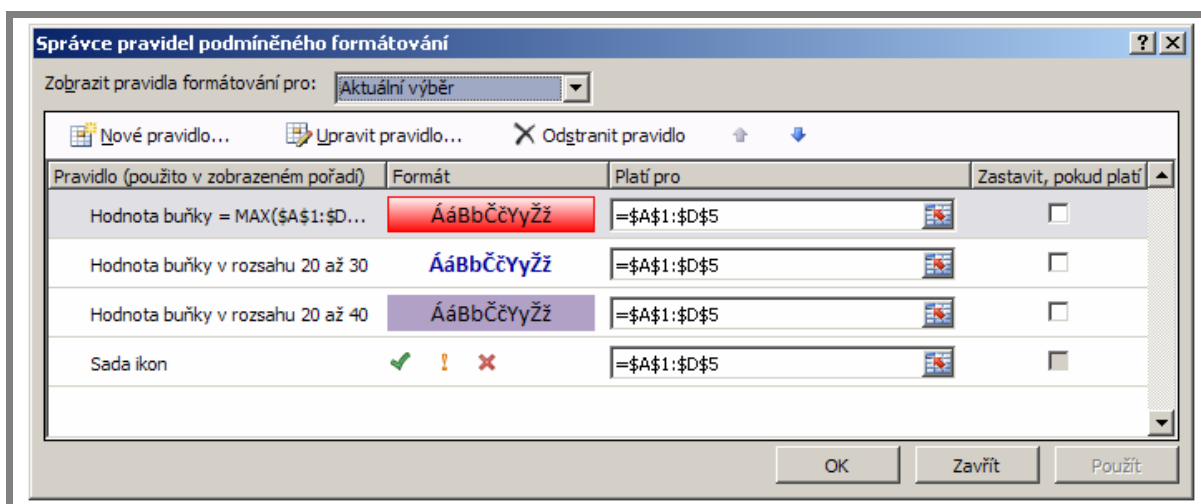 Správce pravidel podmíněného formátování
Zobrazit pravidla formátování pro: Aktuální výběr
Nové pravidlo... Upravit pravidlo... Odstranit pravidlo
Pravidlo (použito v zobrazeném pořadí) Formát Platí pro Zastavit, pokud platí
Hodnota buňky = MAX($A$1:$D... ÁáBbČčYyŽž =$A$1:$D$5
Hodnota buňky v rozsahu 20 až 30 ÁáBbČčYyŽž =$A$1:$D$5
Hodnota buňky v rozsahu 20 až 40 ÁáBbČčYyŽž =$A$1:$D$5
Sada ikon =$A$1:$D$5
OK Zavřít Použít